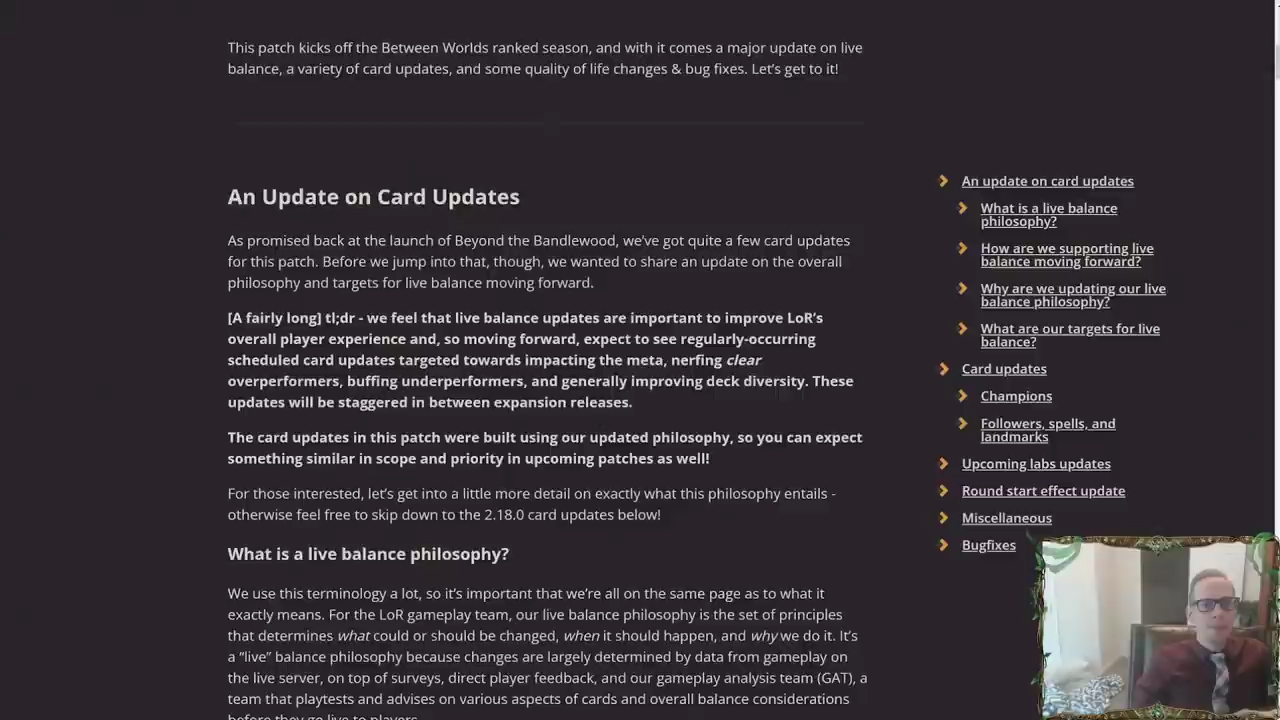 This patch kicks off the Between Worlds ranked season, and with it comes a major update on live
balance, a variety of card updates, and some quality of life changes & bug fixes. Let's get to it!
An Update on Card Updates
As promised back at the launch of Beyond the Bandlewood, we've got quite a few card updates
for this patch. Before we jump into that, though, we wanted to share an update on the overall
philosophy and targets for live balance moving forward.
[A fairly long] tl;dr - we feel that live balance updates are important to improve LoR's
overall player experience and, so moving forward, expect to see regularly-occurring
scheduled card updates targeted towards impacting the meta, nerfing clear
overperformers, buffing underperformers, and generally improving deck diversity. These
updates will be staggered in between expansion releases.
The card updates in this patch were built using our updated philosophy, so you can expect
something similar in scope and priority in upcoming patches as well!
For those interested, let's get into a little more detail on exactly what this philosophy entails -
otherwise feel free to skip down to the 2.18.0 card updates below!
What is a live balance philosophy?
We use this terminology a lot, so it's important that we're all on the same page as to what it
exactly means. For the LoR gameplay team, our live balance philosophy is the set of principles
that determines what could or should be changed, when it should happen, and why we do it. It's
a "live" balance philosophy because changes are largely determined by data from gameplay on
the live server, on top of surveys, direct player feedback, and our gameplay analysis team (GAT), a
team that playtests and advises on various aspects of cards and overall balance considerations
before they go live to players.
An update on card updates
What is a live balance
philosophy?
How are we supporting live
balance moving forward?
Why are we updating our live
balance philosophy?
What are our targets for live
balance?
Card updates
Champions
Followers, spells, and
landmarks
Upcoming labs updates
Round start effect update
Miscellaneous
Bugfixes